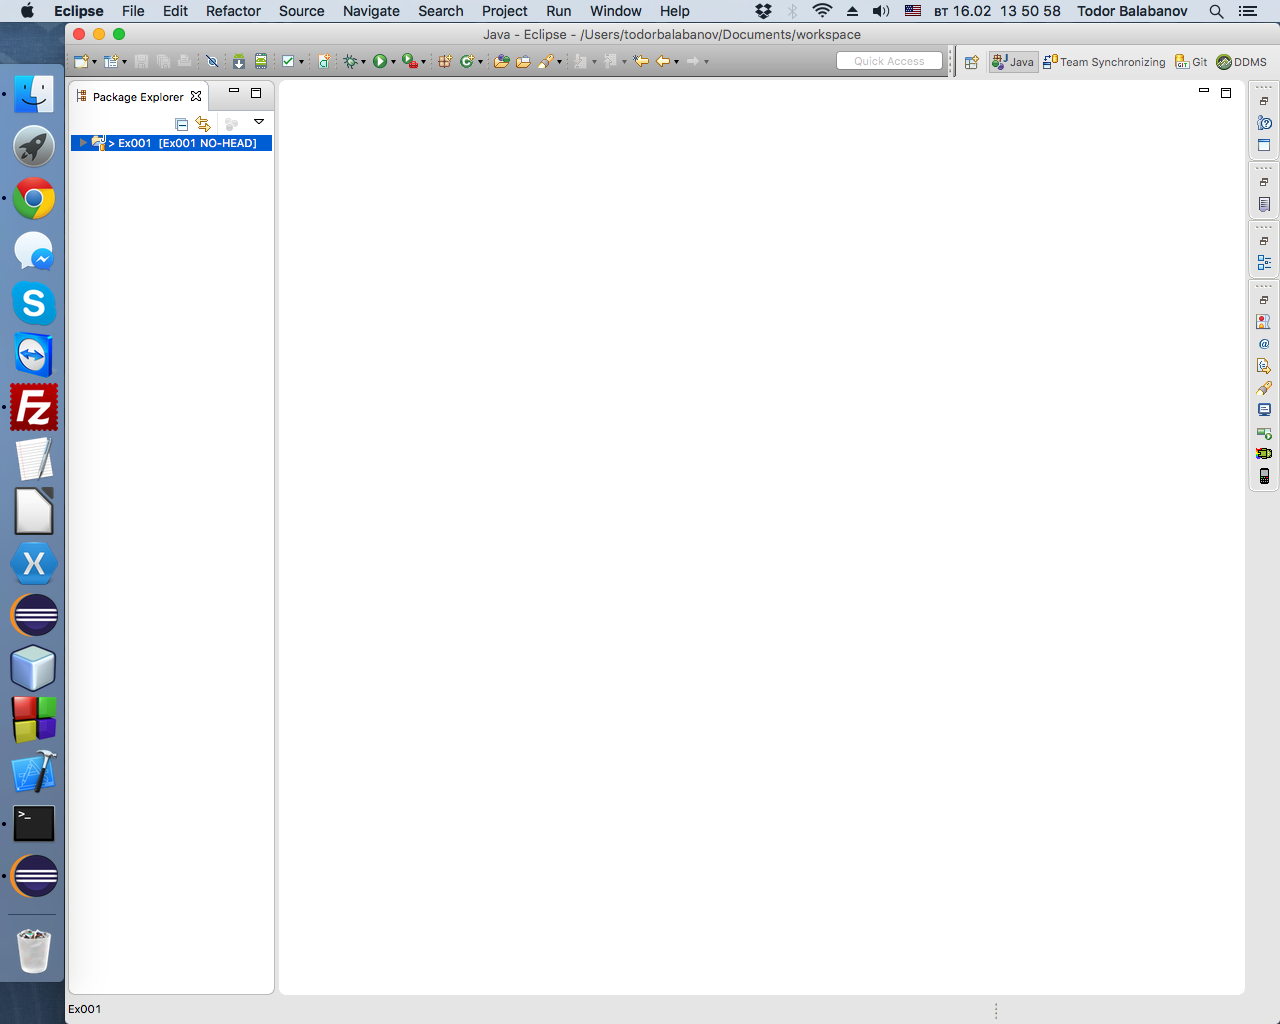 Eclipse File Edit Refactor Source Navigate Search Project Run Window Help вт 16.02 13 50 58 Todor Balabanov
Java - Eclipse - /Users/todorbalabanov/Documents/workspace
Quick Access Java Team Synchronizing Git DDMS
Package Explorer
> Ex001 [Ex001 NO-HEAD]
Ex001